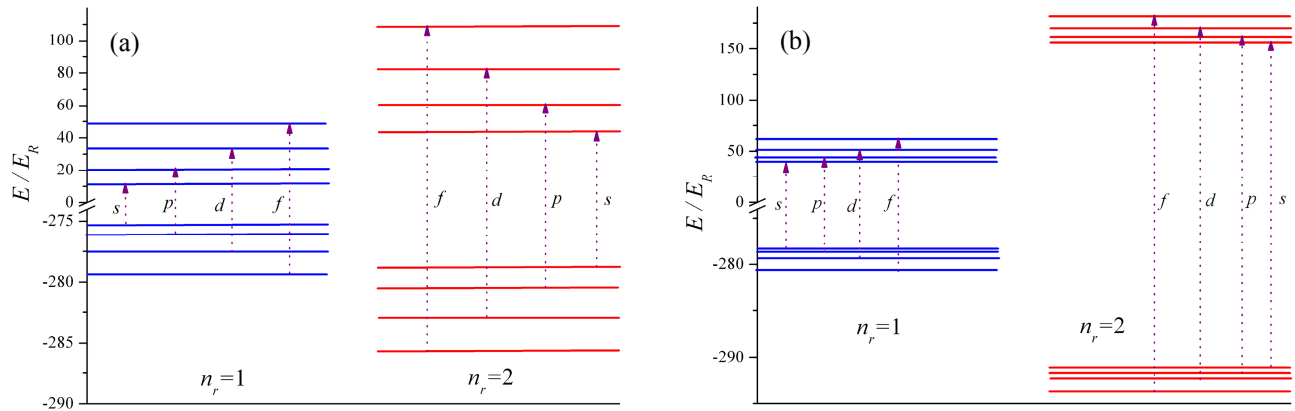 (a)
E / E_R
100
80
60
40
20
0
-275
-280
-285
-290
s p d f
f d p s
n_r=1
n_r=2
(b)
E / E_R
150
100
50
0
-280
-290
s p d f
f d p s
n_r=1
n_r=2